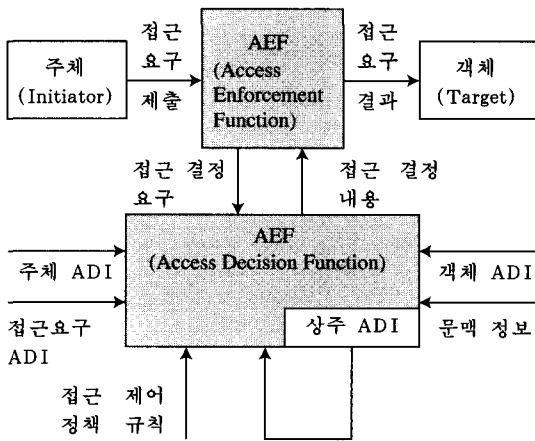 주체
(Initiator)
접근
요구
제출
AEF
(Access
Enforcement
Function)
접근
요구
결과
객체
(Target)
접근 결정
요구
접근 결정
내용
AEF
(Access Decision Function)
주체 ADI
객체 ADI
접근요구
ADI
상주 ADI
문맥 정보
접근 제어
정책 규칙